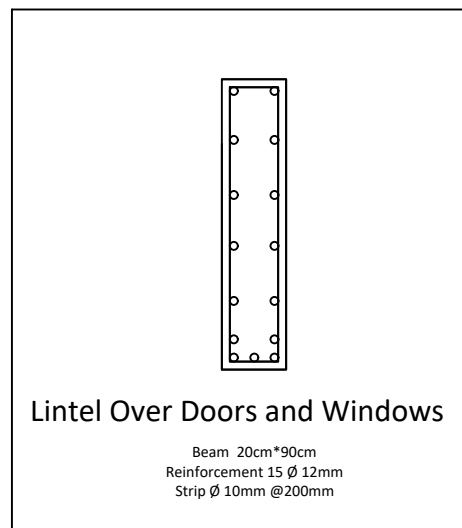 Lintel Over Doors and Windows
Beam 20cm*90cm
Reinforcement 15 Ø 12mm
Strip Ø 10mm @200mm